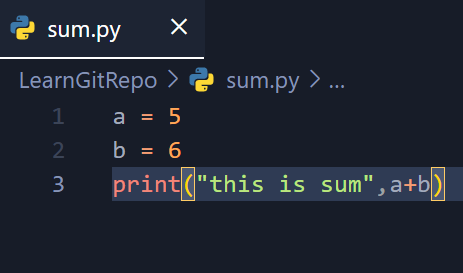 sum.py ×
LearnGitRepo > sum.py > ...
1 a = 5
2 b = 6
3 print("this is sum",a+b)